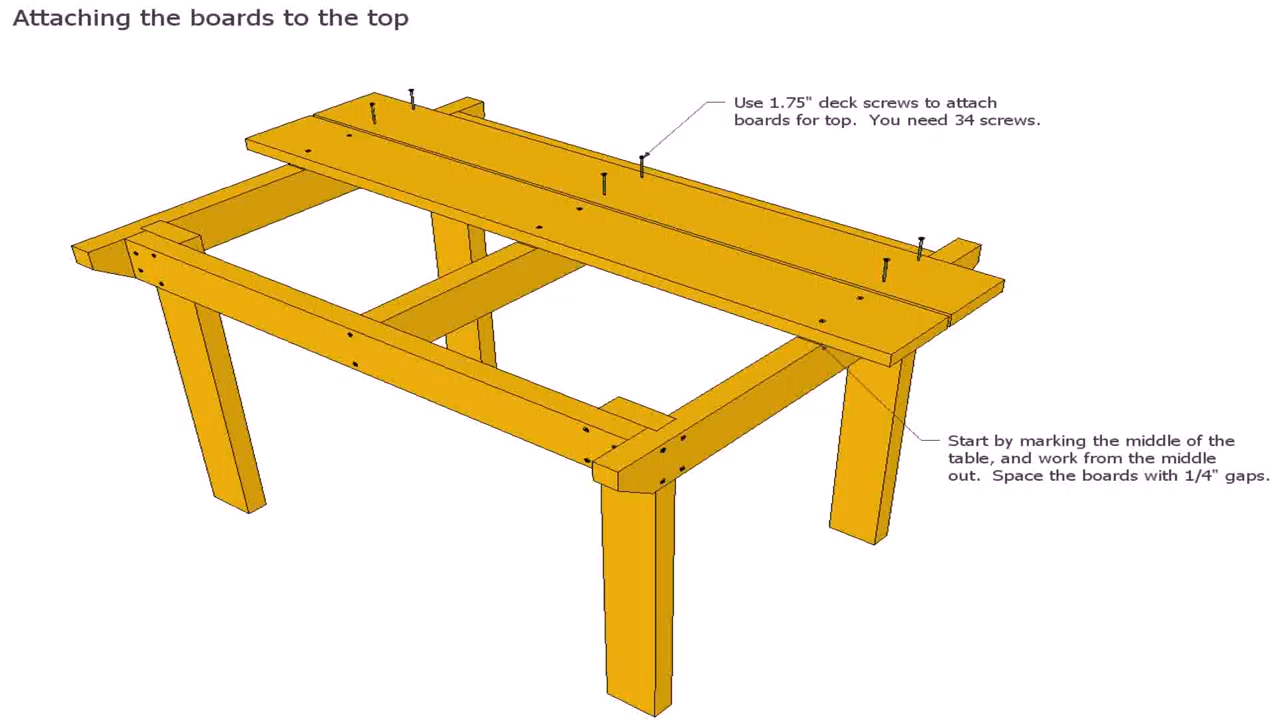 Attaching the boards to the top
Use 1.75" deck screws to attach
boards for top.  You need 34 screws.
Start by marking the middle of the
table, and work from the middle
out.  Space the boards with 1/4" gaps.